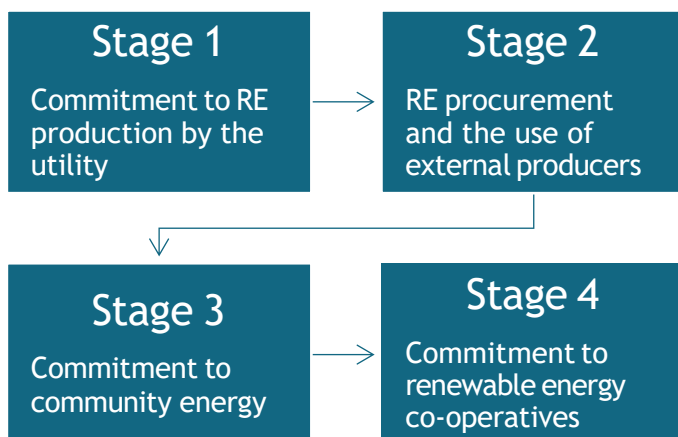 Stage 1
Commitment to RE
production by the
utility
Stage 2
RE procurement
and the use of
external producers
Stage 3
Commitment to
community energy
Stage 4
Commitment to
renewable energy
co-operatives